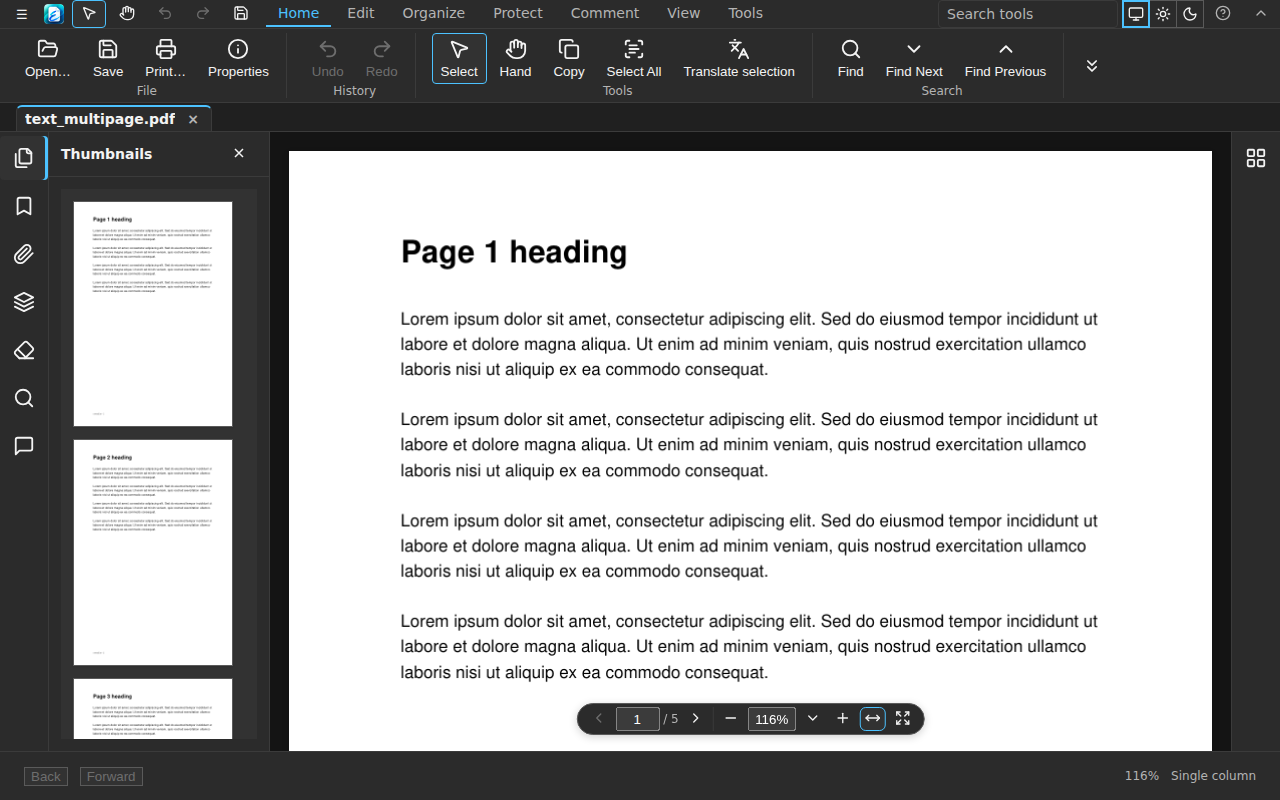 Home Edit Organize Protect Comment View Tools Search tools
Open… Save Print… Properties Undo Redo Select Hand Copy Select All Translate selection Find Find Next Find Previous
File History Tools Search
text_multipage.pdf
Thumbnails
Page 1 heading
Page 2 heading
Page 3 heading
Page 1 heading
Lorem ipsum dolor sit amet, consectetur adipiscing elit. Sed do eiusmod tempor incididunt ut
labore et dolore magna aliqua. Ut enim ad minim veniam, quis nostrud exercitation ullamco
laboris nisi ut aliquip ex ea commodo consequat.
Lorem ipsum dolor sit amet, consectetur adipiscing elit. Sed do eiusmod tempor incididunt ut
labore et dolore magna aliqua. Ut enim ad minim veniam, quis nostrud exercitation ullamco
laboris nisi ut aliquip ex ea commodo consequat.
Lorem ipsum dolor sit amet, consectetur adipiscing elit. Sed do eiusmod tempor incididunt ut
labore et dolore magna aliqua. Ut enim ad minim veniam, quis nostrud exercitation ullamco
laboris nisi ut aliquip ex ea commodo consequat.
Lorem ipsum dolor sit amet, consectetur adipiscing elit. Sed do eiusmod tempor incididunt ut
labore et dolore magna aliqua. Ut enim ad minim veniam, quis nostrud exercitation ullamco
laboris nisi ut aliquip ex ea commodo consequat.
1 / 5 116%
Back Forward 116% Single column